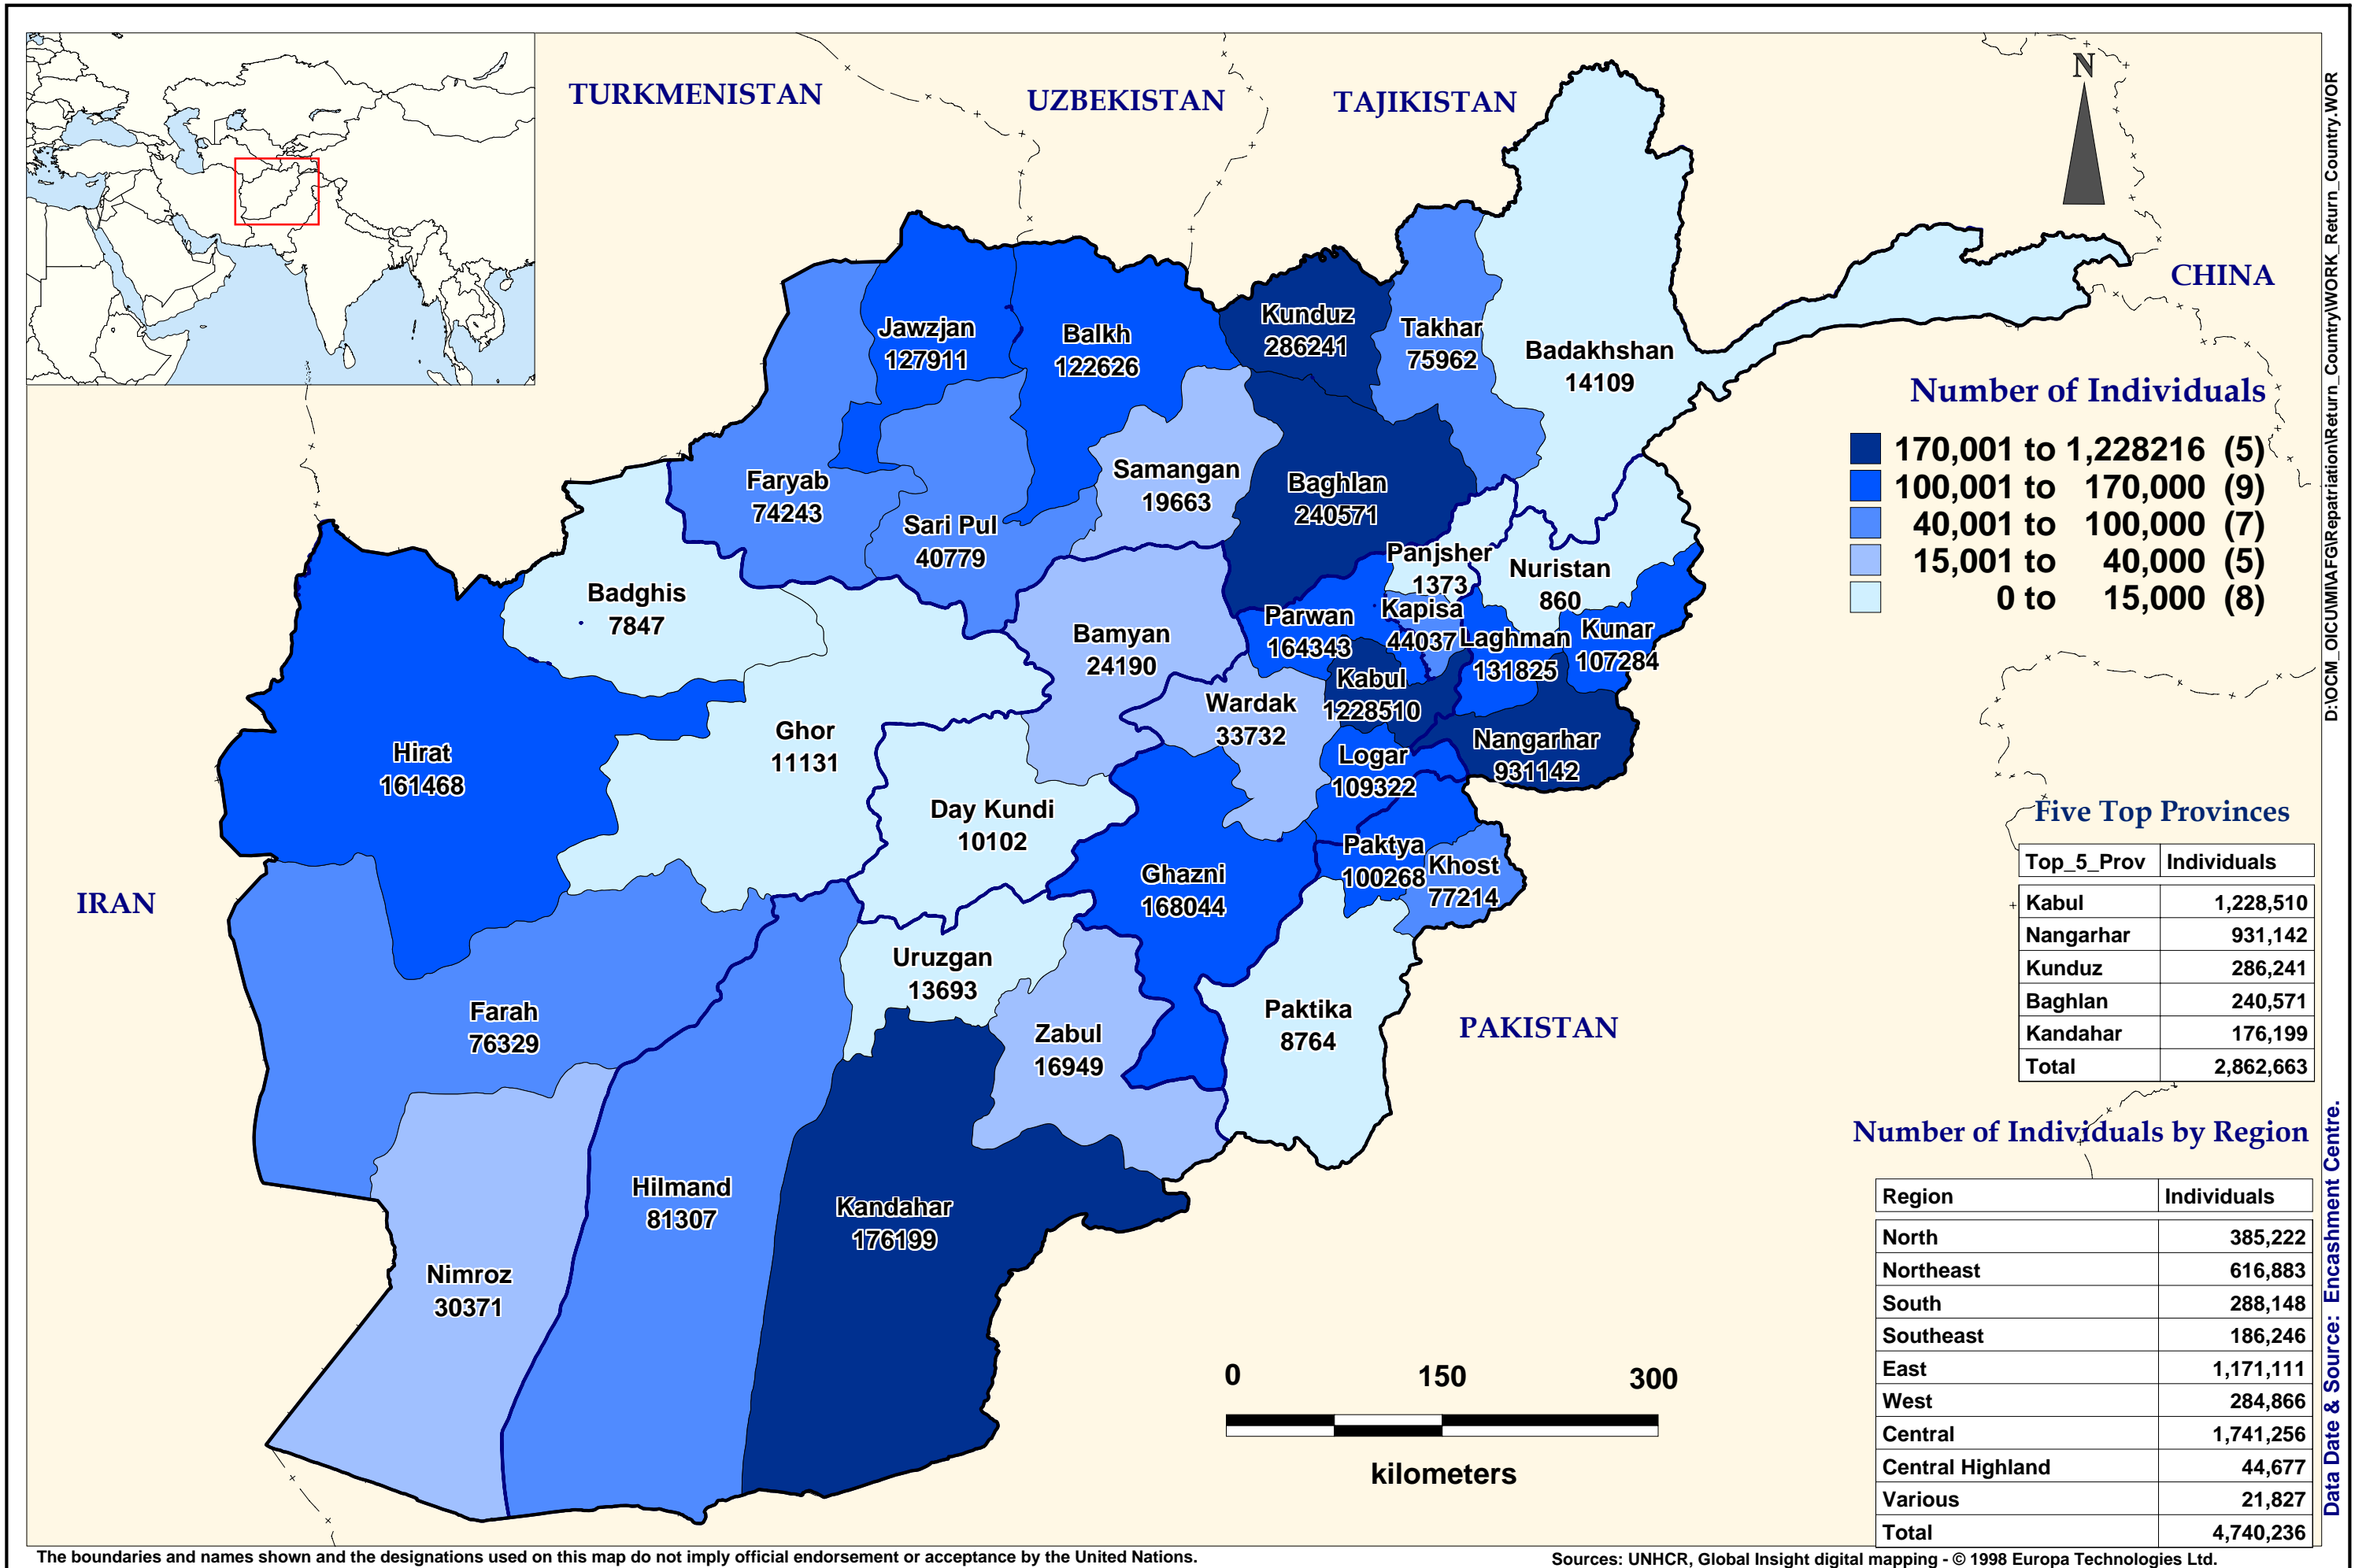 TURKMENISTAN
UZBEKISTAN
TAJIKISTAN
N
CHINA
IRAN
PAKISTAN
Jawzjan
127911
Balkh
122626
Kunduz
286241
Takhar
75962
Badakhshan
14109
Faryab
74243
Sari Pul
40779
Samangan
19663
Baghlan
240571
Badghis
7847
Bamyan
24190
Panjsher
1373
Nuristan
860
Parwan
164343
Kapisa
44037
Laghman
131825
Kunar
107284
Kabul
1228510
Wardak
33732
Nangarhar
931142
Logar
109322
Hirat
161468
Ghor
11131
Day Kundi
10102
Ghazni
168044
Paktya
100268
Khost
77214
Uruzgan
13693
Farah
76329
Zabul
16949
Paktika
8764
Hilmand
81307
Kandahar
176199
Nimroz
30371
Number of Individuals
170,001 to 1,228216 (5)
100,001 to 170,000 (9)
40,001 to 100,000 (7)
15,001 to 40,000 (5)
0 to 15,000 (8)
Five Top Provinces
Top_5_Prov Individuals
Kabul 1,228,510
Nangarhar 931,142
Kunduz 286,241
Baghlan 240,571
Kandahar 176,199
Total 2,862,663
Number of Individuals by Region
Region Individuals
North 385,222
Northeast 616,883
South 288,148
Southeast 186,246
East 1,171,111
West 284,866
Central 1,741,256
Central Highland 44,677
Various 21,827
Total 4,740,236
0 150 300
kilometers
D:\OCM_OICUMIA\AFG\Repatriation\Return_Country\WORK_Return_Country.WOR
Data Date & Source: Encashment Centre.
The boundaries and names shown and the designations used on this map do not imply official endorsement or acceptance by the United Nations.
Sources: UNHCR, Global Insight digital mapping - © 1998 Europa Technologies Ltd.